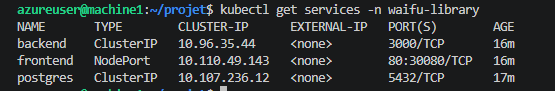 azureuser@machine1:~/projet$ kubectl get services -n waifu-library
NAME       TYPE        CLUSTER-IP      EXTERNAL-IP   PORT(S)        AGE
backend    ClusterIP   10.96.35.44     <none>        3000/TCP       16m
frontend   NodePort    10.110.49.143   <none>        80:30080/TCP   16m
postgres   ClusterIP   10.107.236.12   <none>        5432/TCP       17m